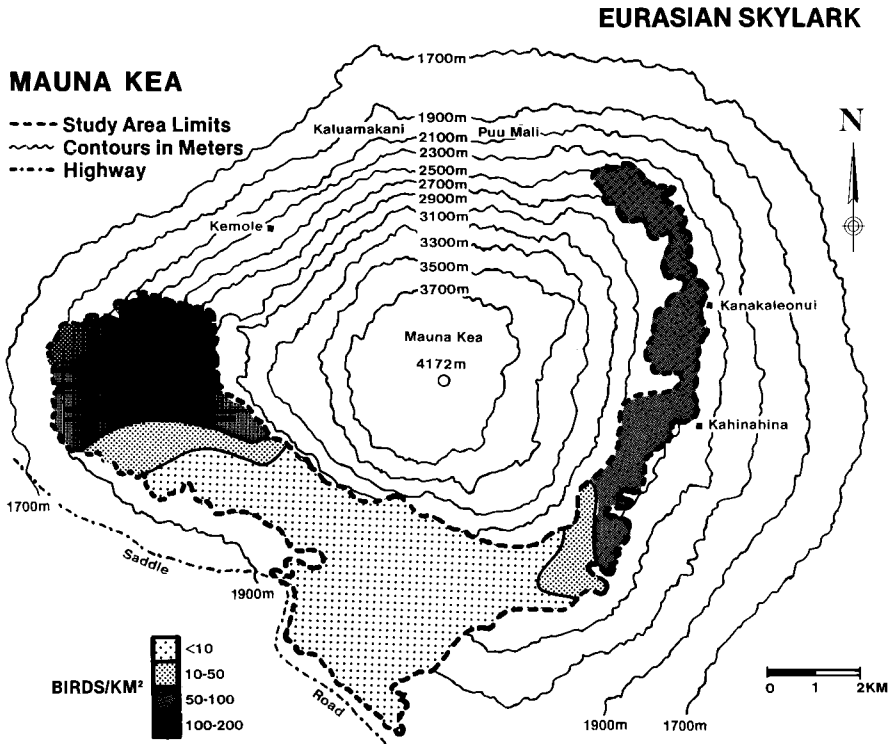 EURASIAN SKYLARK
MAUNA KEA
Study Area Limits
Contours in Meters
Highway
1700m
1900m
Kaluamakani
Puu Mali
2100m
2300m
2500m
2700m
2900m
Kemole
3100m
3300m
3500m
3700m
N
Kanakaleonui
Mauna Kea
4172m
Kahinahina
1700m
Saddle
1900m
Road
BIRDS/KM²
<10
10-50
50-100
100-200
0 1 2KM
1900m
1700m